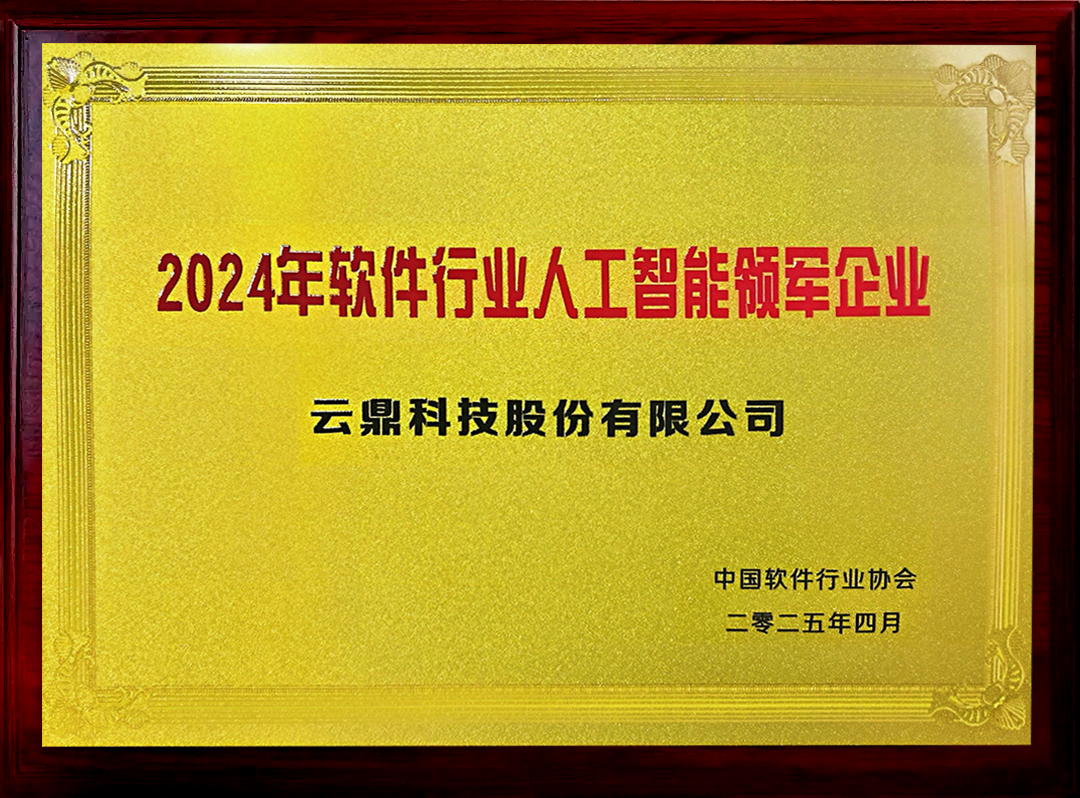 2024年软件行业人工智能领军企业
云鼎科技股份有限公司
中国软件行业协会
二零二五年四月